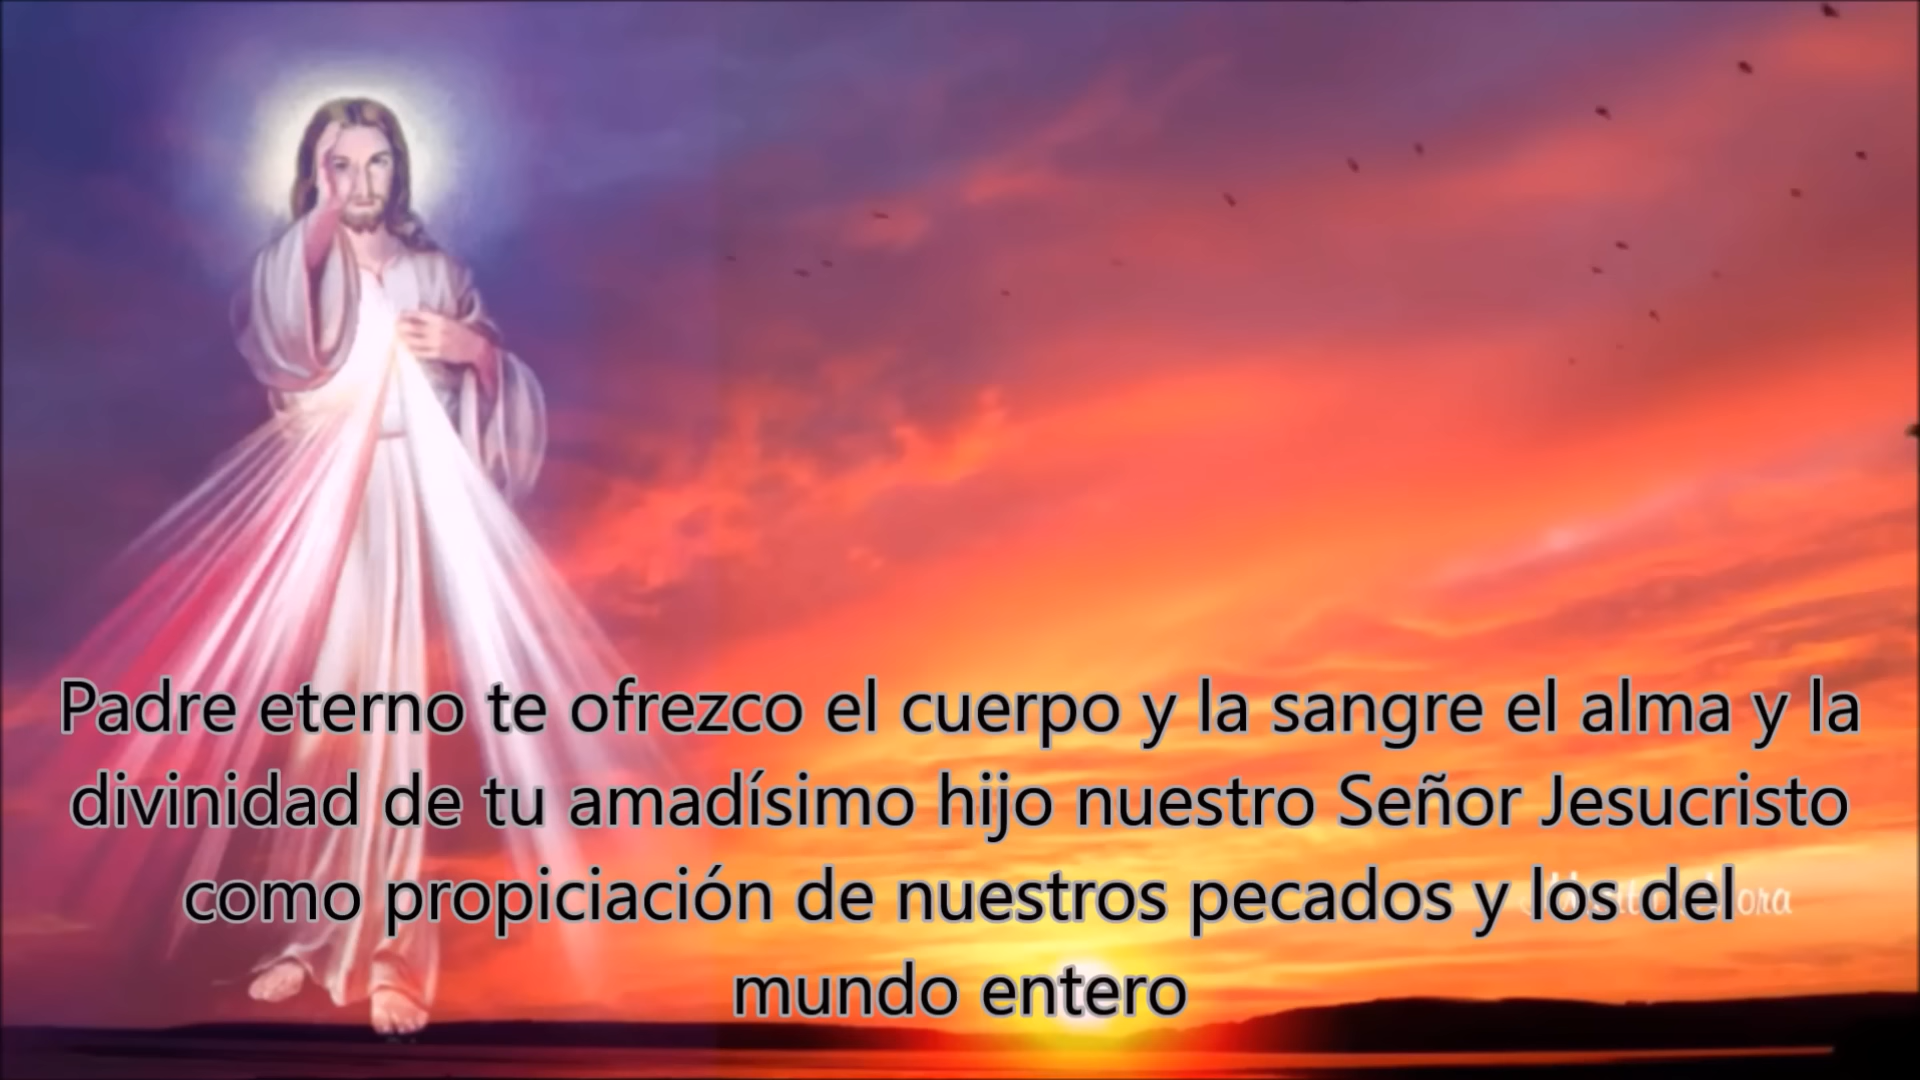 Padre eterno te ofrezco el cuerpo y la sangre el alma y la
divinidad de tu amadísimo hijo nuestro Señor Jesucristo
como propiciación de nuestros pecados y los del
mundo entero